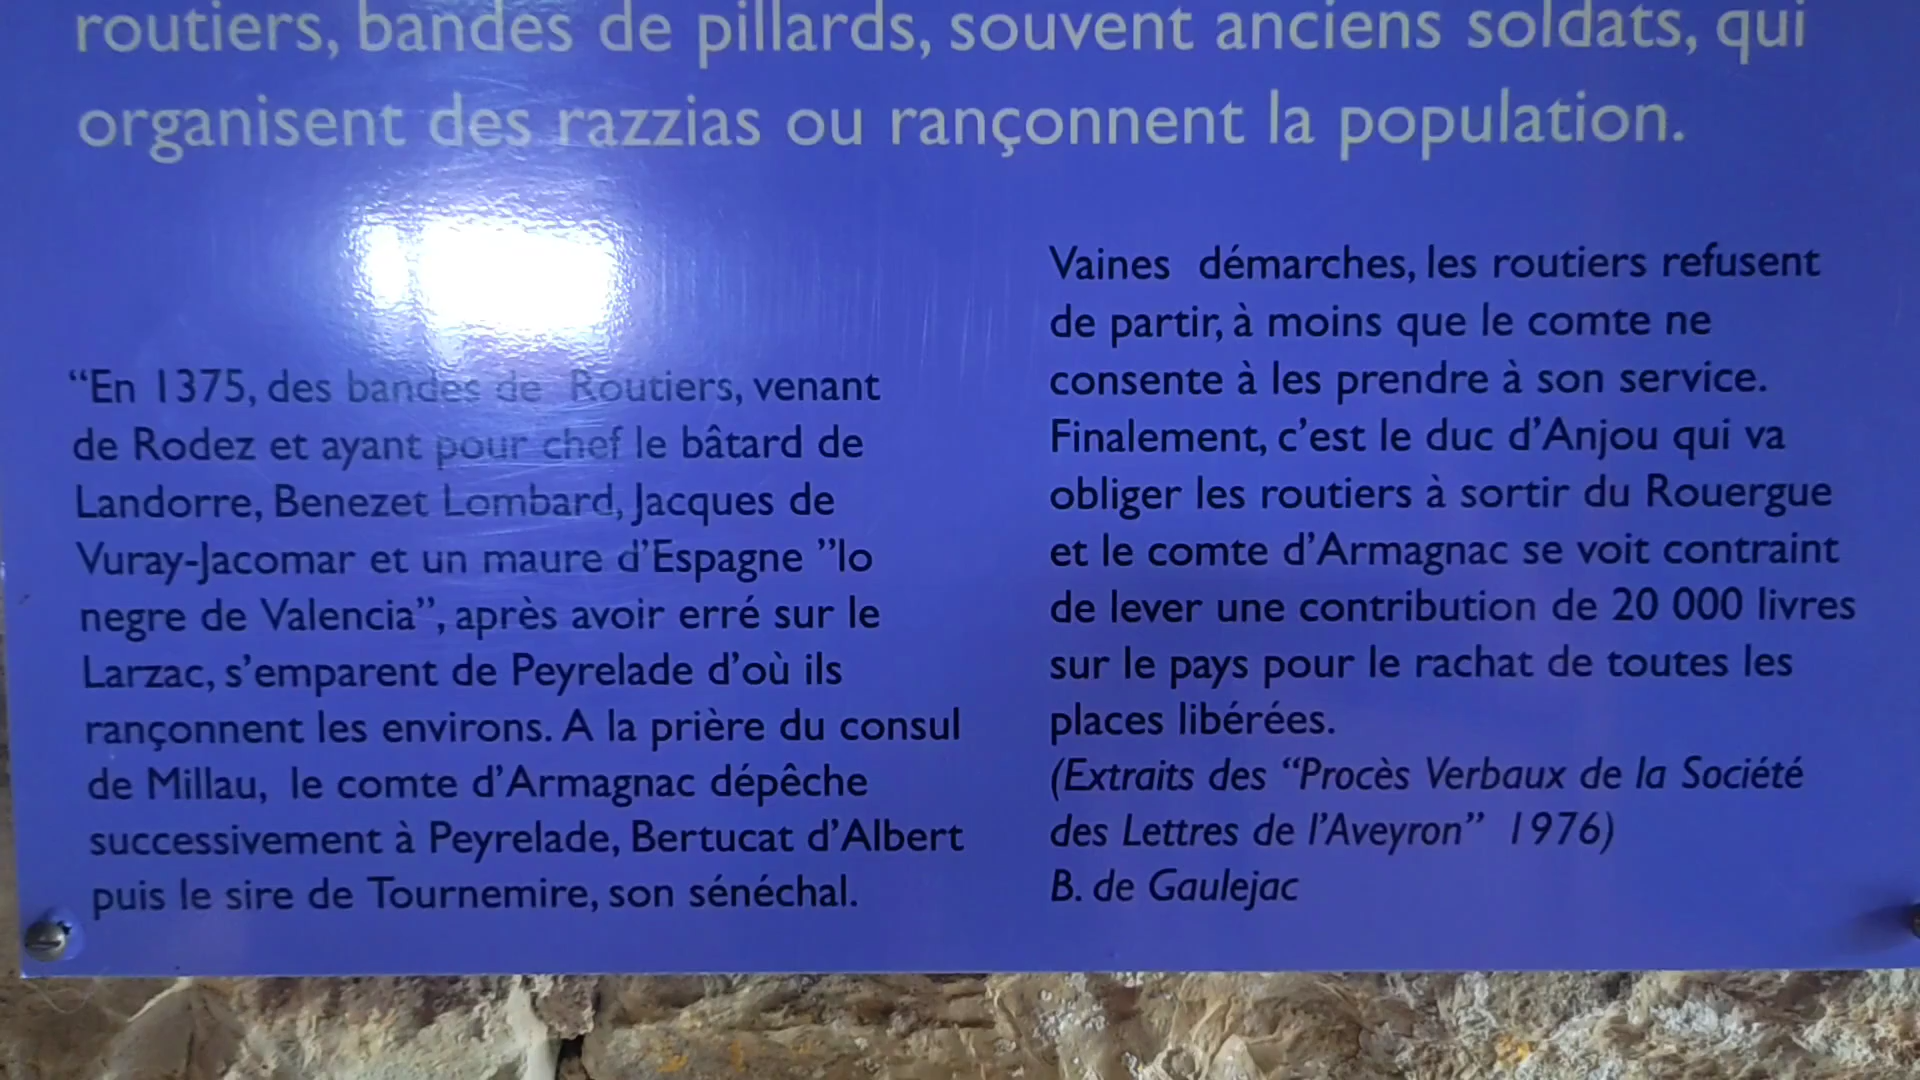 routiers, bandes de pillards, souvent anciens soldats, qui
organisent des razzias ou rançonnent la population.
“En 1375, des bandes de Routiers, venant
de Rodez et ayant pour chef le bâtard de
Landorre, Benezet Lombard, Jacques de
Vuray-Jacomar et un maure d’Espagne ”lo
negre de Valencia”, après avoir erré sur le
Larzac, s’emparent de Peyrelade d’où ils
rançonnent les environs. A la prière du consul
de Millau, le comte d’Armagnac dépêche
successivement à Peyrelade, Bertucat d’Albert
puis le sire de Tournemire, son sénéchal.
Vaines démarches, les routiers refusent
de partir, à moins que le comte ne
consente à les prendre à son service.
Finalement, c’est le duc d’Anjou qui va
obliger les routiers à sortir du Rouergue
et le comte d’Armagnac se voit contraint
de lever une contribution de 20 000 livres
sur le pays pour le rachat de toutes les
places libérées.
(Extraits des “Procès Verbaux de la Société
des Lettres de l’Aveyron” 1976)
B. de Gaulejac